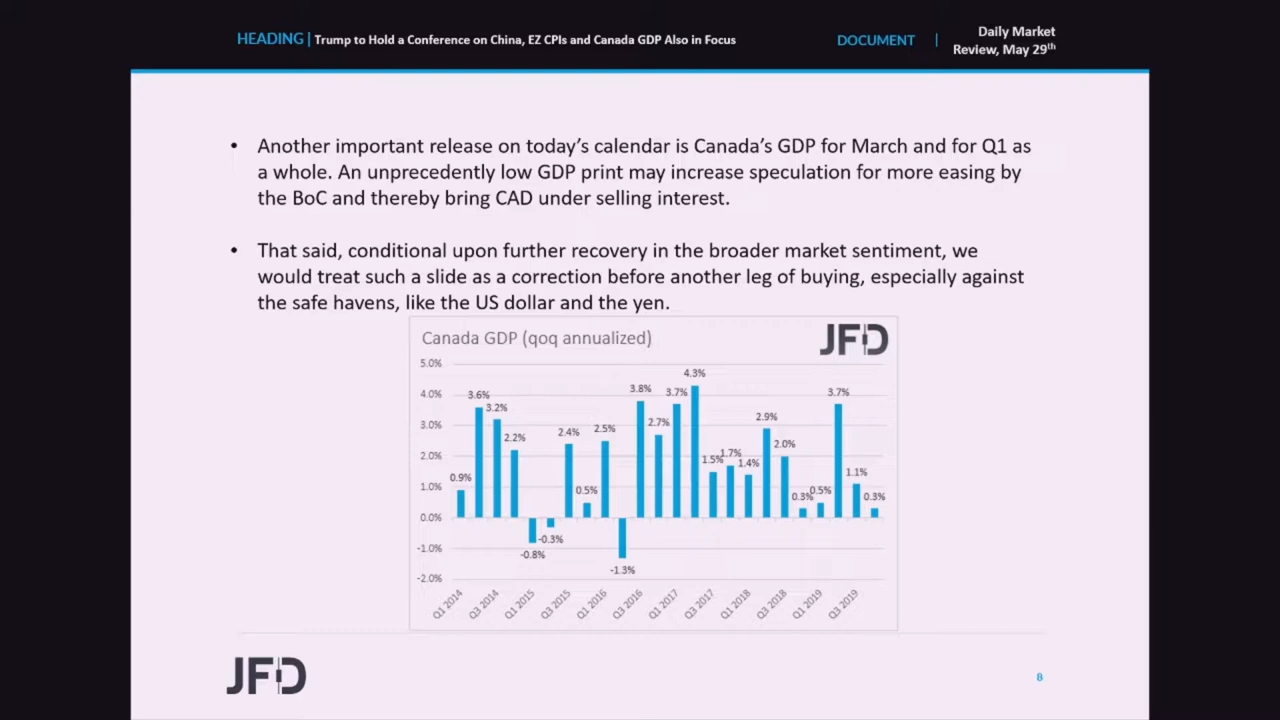 HEADING | Trump to Hold a Conference on China, EZ CPIs and Canada GDP Also in Focus
DOCUMENT | Daily Market
Review, May 29th
• Another important release on today's calendar is Canada's GDP for March and for Q1 as
a whole. An unprecedently low GDP print may increase speculation for more easing by
the BoC and thereby bring CAD under selling interest.
• That said, conditional upon further recovery in the broader market sentiment, we
would treat such a slide as a correction before another leg of buying, especially against
the safe havens, like the US dollar and the yen.
Canada GDP (qoq annualized)
JFD
5.0%
4.0%
3.0%
2.0%
1.0%
0.0%
-1.0%
-2.0%
0.9%
3.6%
3.2%
2.2%
-0.8%
-0.3%
2.4%
0.5%
2.5%
-1.3%
3.8%
2.7%
3.7%
4.3%
1.5%
1.7%
1.4%
2.9%
2.0%
0.3%
0.5%
3.7%
1.1%
0.3%
Q1 2014
Q3 2014
Q1 2015
Q3 2015
Q1 2016
Q3 2016
Q1 2017
Q3 2017
Q1 2018
Q3 2018
Q1 2019
Q3 2019
JFD
8